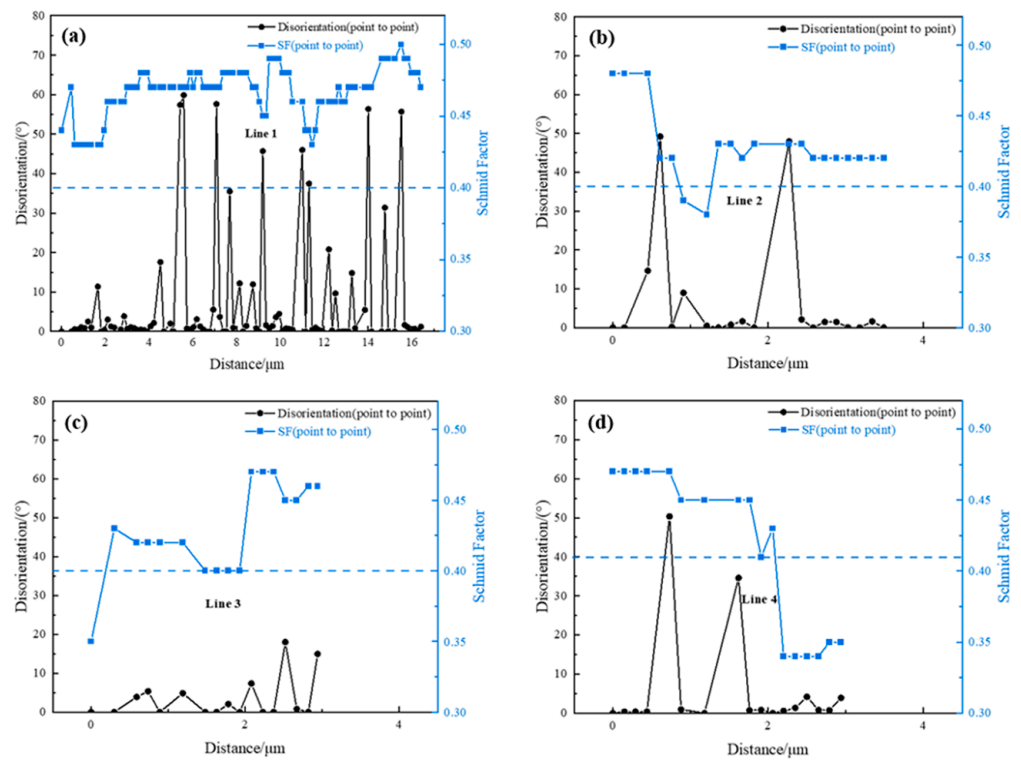 (a)
Disorientation(point to point)
SF(point to point)
Line 1
80
70
60
50
40
30
20
10
0
Disorientation/(°)
0.50
0.45
0.40
0.35
0.30
Schmid Factor
0 2 4 6 8 10 12 14 16
Distance/μm
(b)
Disorientation(point to point)
SF(point to point)
Line 2
80
70
60
50
40
30
20
10
0
Disorientation/(°)
0.50
0.45
0.40
0.35
0.30
Schmid Factor
0 2 4
Distance/μm
(c)
Disorientation(point to point)
SF(point to point)
Line 3
80
70
60
50
40
30
20
10
0
Disorientation/(°)
0.50
0.45
0.40
0.35
0.30
Schmid Factor
0 2 4
Distance/μm
(d)
Disorientation(point to point)
SF(point to point)
Line 4
80
70
60
50
40
30
20
10
0
Disorientation/(°)
0.50
0.45
0.40
0.35
0.30
Schmid Factor
0 2 4
Distance/μm